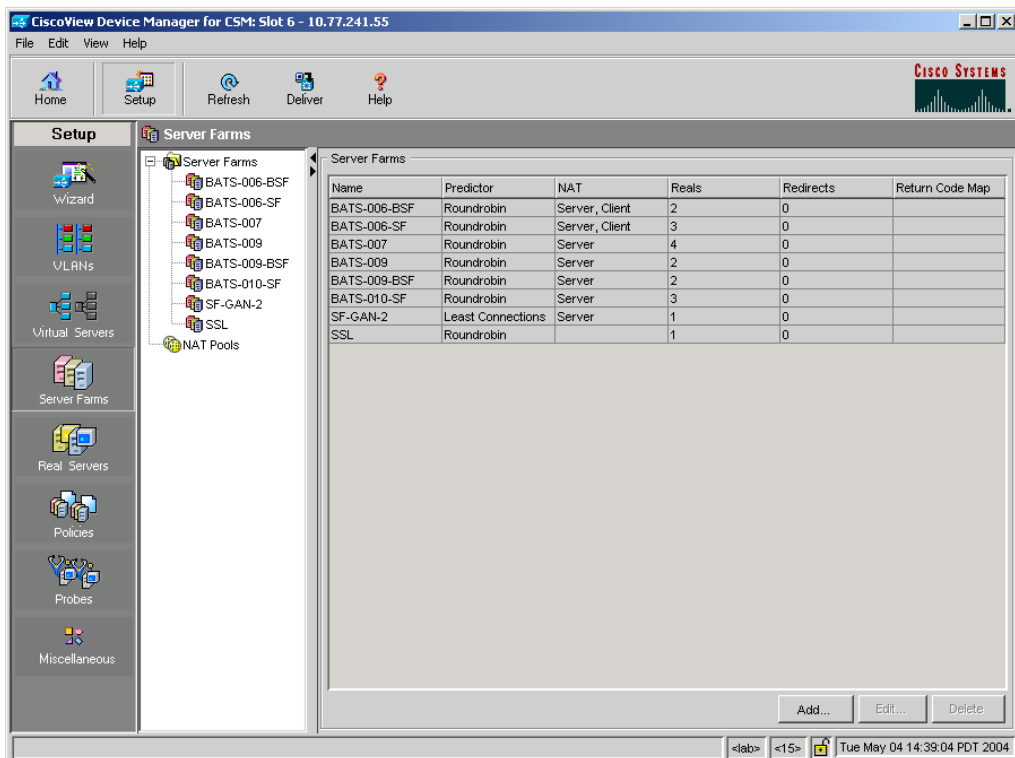 CiscoView Device Manager for CSM: Slot 6 - 10.77.241.55
File Edit View Help
Home Setup Refresh Deliver Help
CISCO SYSTEMS
Setup
Server Farms
Wizard
VLANs
Virtual Servers
Server Farms
Real Servers
Policies
Probes
Miscellaneous
Server Farms
BATS-006-BSF
BATS-006-SF
BATS-007
BATS-009
BATS-009-BSF
BATS-010-SF
SF-GAN-2
SSL
NAT Pools
Server Farms
Name Predictor NAT Reals Redirects Return Code Map
BATS-006-BSF Roundrobin Server, Client 2 0
BATS-006-SF Roundrobin Server, Client 3 0
BATS-007 Roundrobin Server 4 0
BATS-009 Roundrobin Server 2 0
BATS-009-BSF Roundrobin Server 2 0
BATS-010-SF Roundrobin Server 3 0
SF-GAN-2 Least Connections Server 1 0
SSL Roundrobin 1 0
Add... Edit... Delete
<lab> <15> Tue May 04 14:39:04 PDT 2004